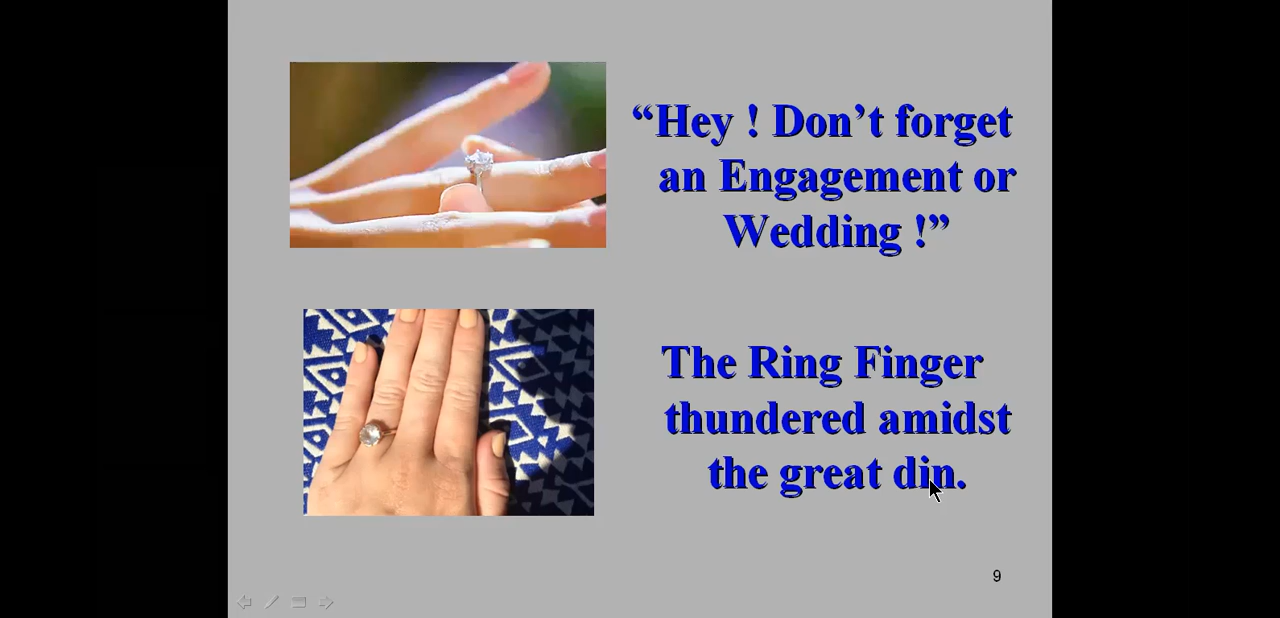 “Hey ! Don’t forget
an Engagement or
Wedding !”
The Ring Finger
thundered amidst
the great din.
9